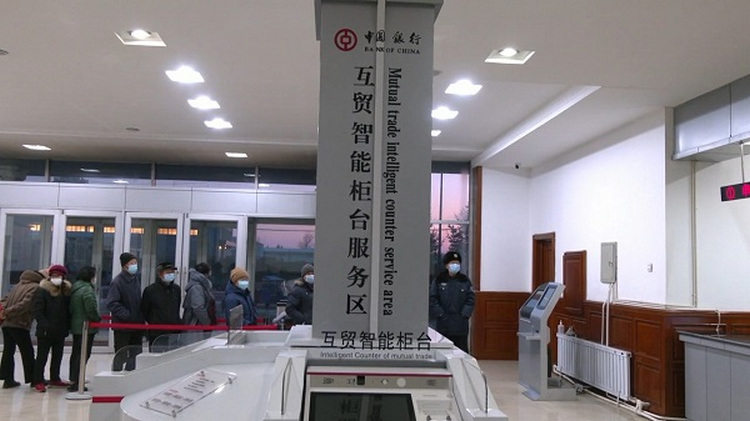 中国银行
BANK OF CHINA
互贸智能柜台服务区
Mutual trade intelligent counter service area
互贸智能柜台
Intelligent Counter of mutual trade